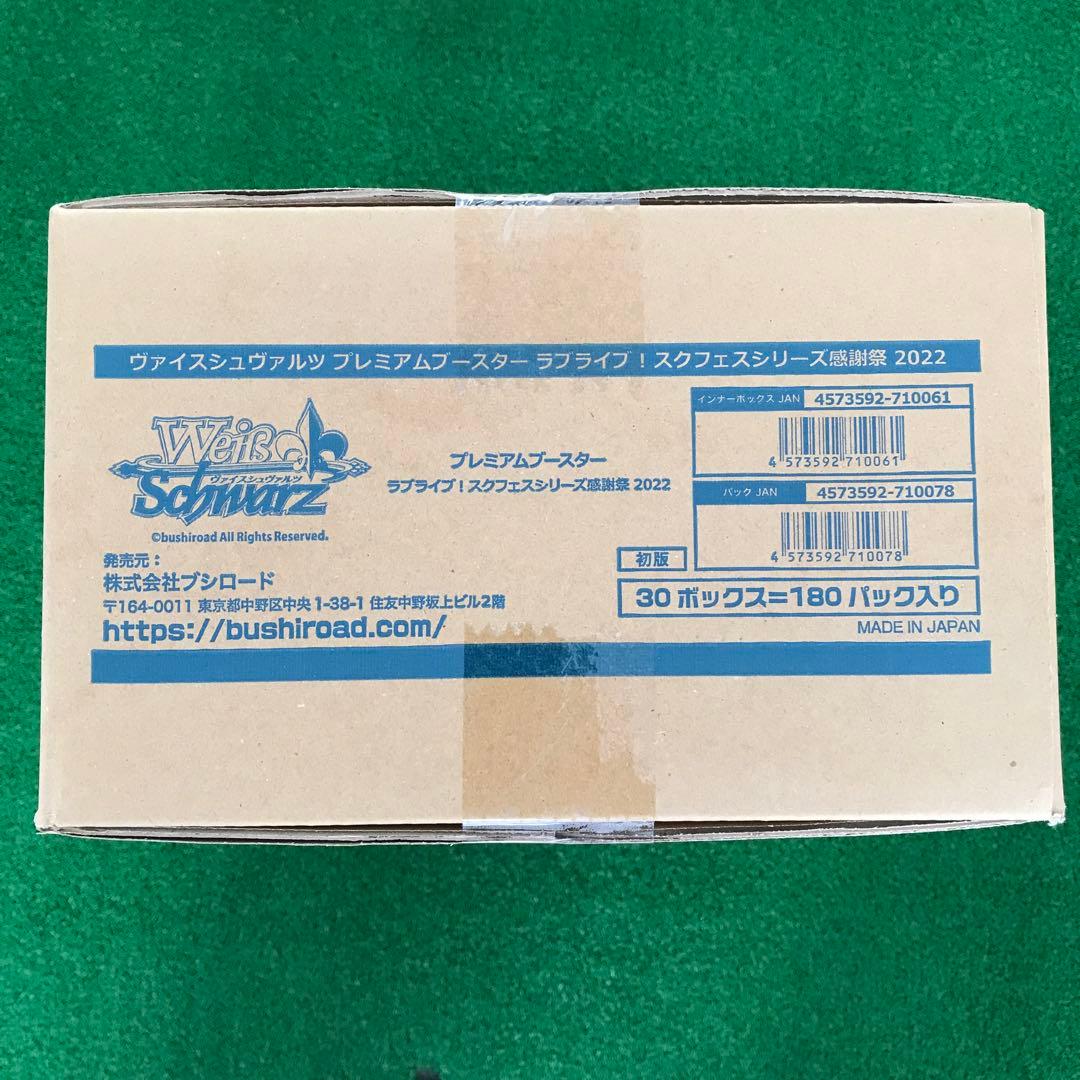 ヴァイスシュヴァルツ プレミアムブースター ラブライブ！スクフェスシリーズ感謝祭 2022
Weiß
ヴァイスシュヴァルツ
Schwarz
©bushiroad All Rights Reserved.
プレミアムブースター
ラブライブ！スクフェスシリーズ感謝祭 2022
インナーボックス JAN 4573592-710061
4 573592 710061
パック JAN 4573592-710078
4 573592 710078
発売元：
株式会社ブシロード
〒164-0011 東京都中野区中央 1-38-1 住友中野坂上ビル2階
https://bushiroad.com/
初版
30 ボックス=180 パック入り
MADE IN JAPAN